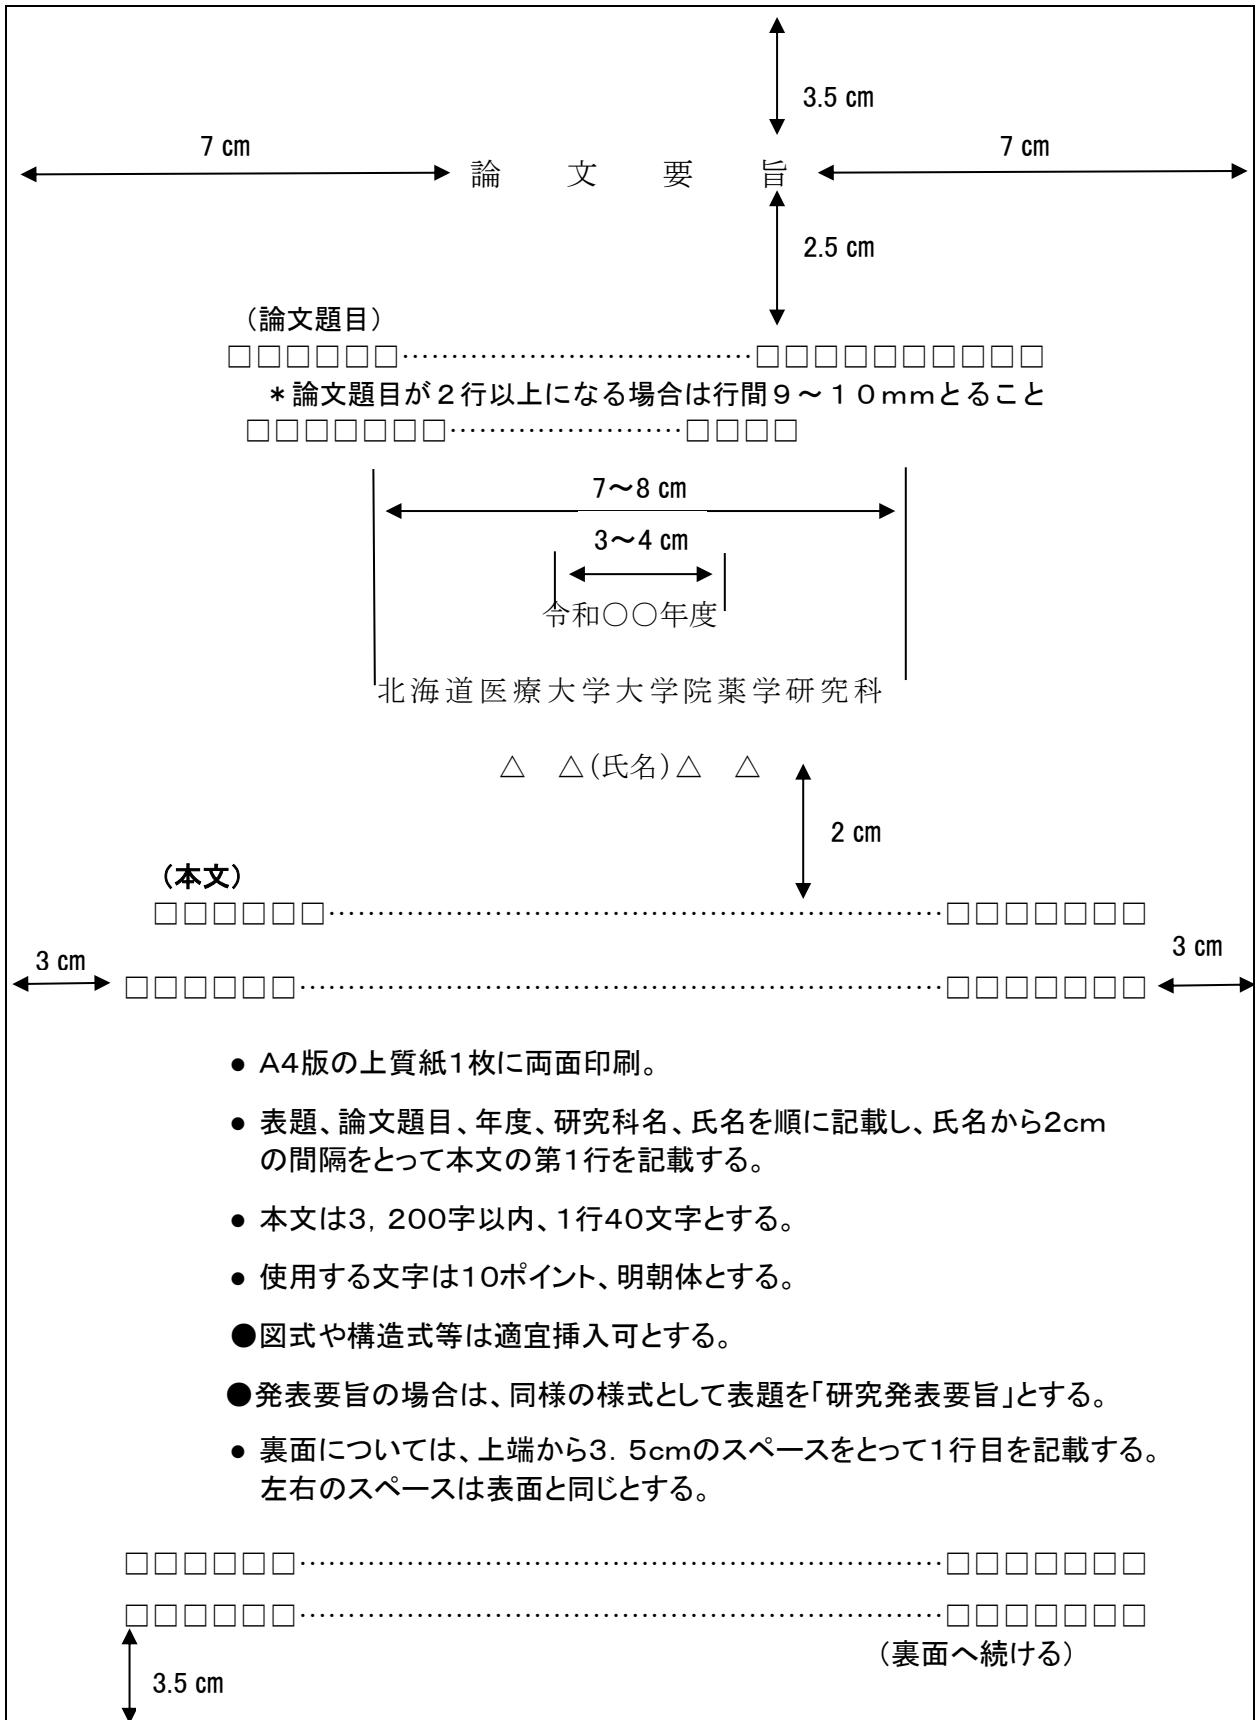 3.5 cm
7 cm
7 cm
論　文　要　旨
2.5 cm
（論文題目）
□□□□□□………………………………□□□□□□□□□□
＊論文題目が２行以上になる場合は行間９～１０ｍｍとること
□□□□□□□……………………□□□□
7～8 cm
3～4 cm
令和○○年度
北海道医療大学大学院薬学研究科
△　△(氏名)△　△
2 cm
（本文）
□□□□□□………………………………………………………□□□□□□□
3 cm
3 cm
□□□□□□…………………………………………………………□□□□□□□
● A4版の上質紙1枚に両面印刷。
● 表題、論文題目、年度、研究科名、氏名を順に記載し、氏名から2cm
の間隔をとって本文の第1行を記載する。
● 本文は3，200字以内、1行40文字とする。
● 使用する文字は10ポイント、明朝体とする。
●図式や構造式等は適宜挿入可とする。
●発表要旨の場合は、同様の様式として表題を「研究発表要旨」とする。
● 裏面については、上端から3．5cmのスペースをとって1行目を記載する。
左右のスペースは表面と同じとする。
□□□□□□…………………………………………………………□□□□□□□
□□□□□□…………………………………………………………□□□□□□□
（裏面へ続ける）
3.5 cm